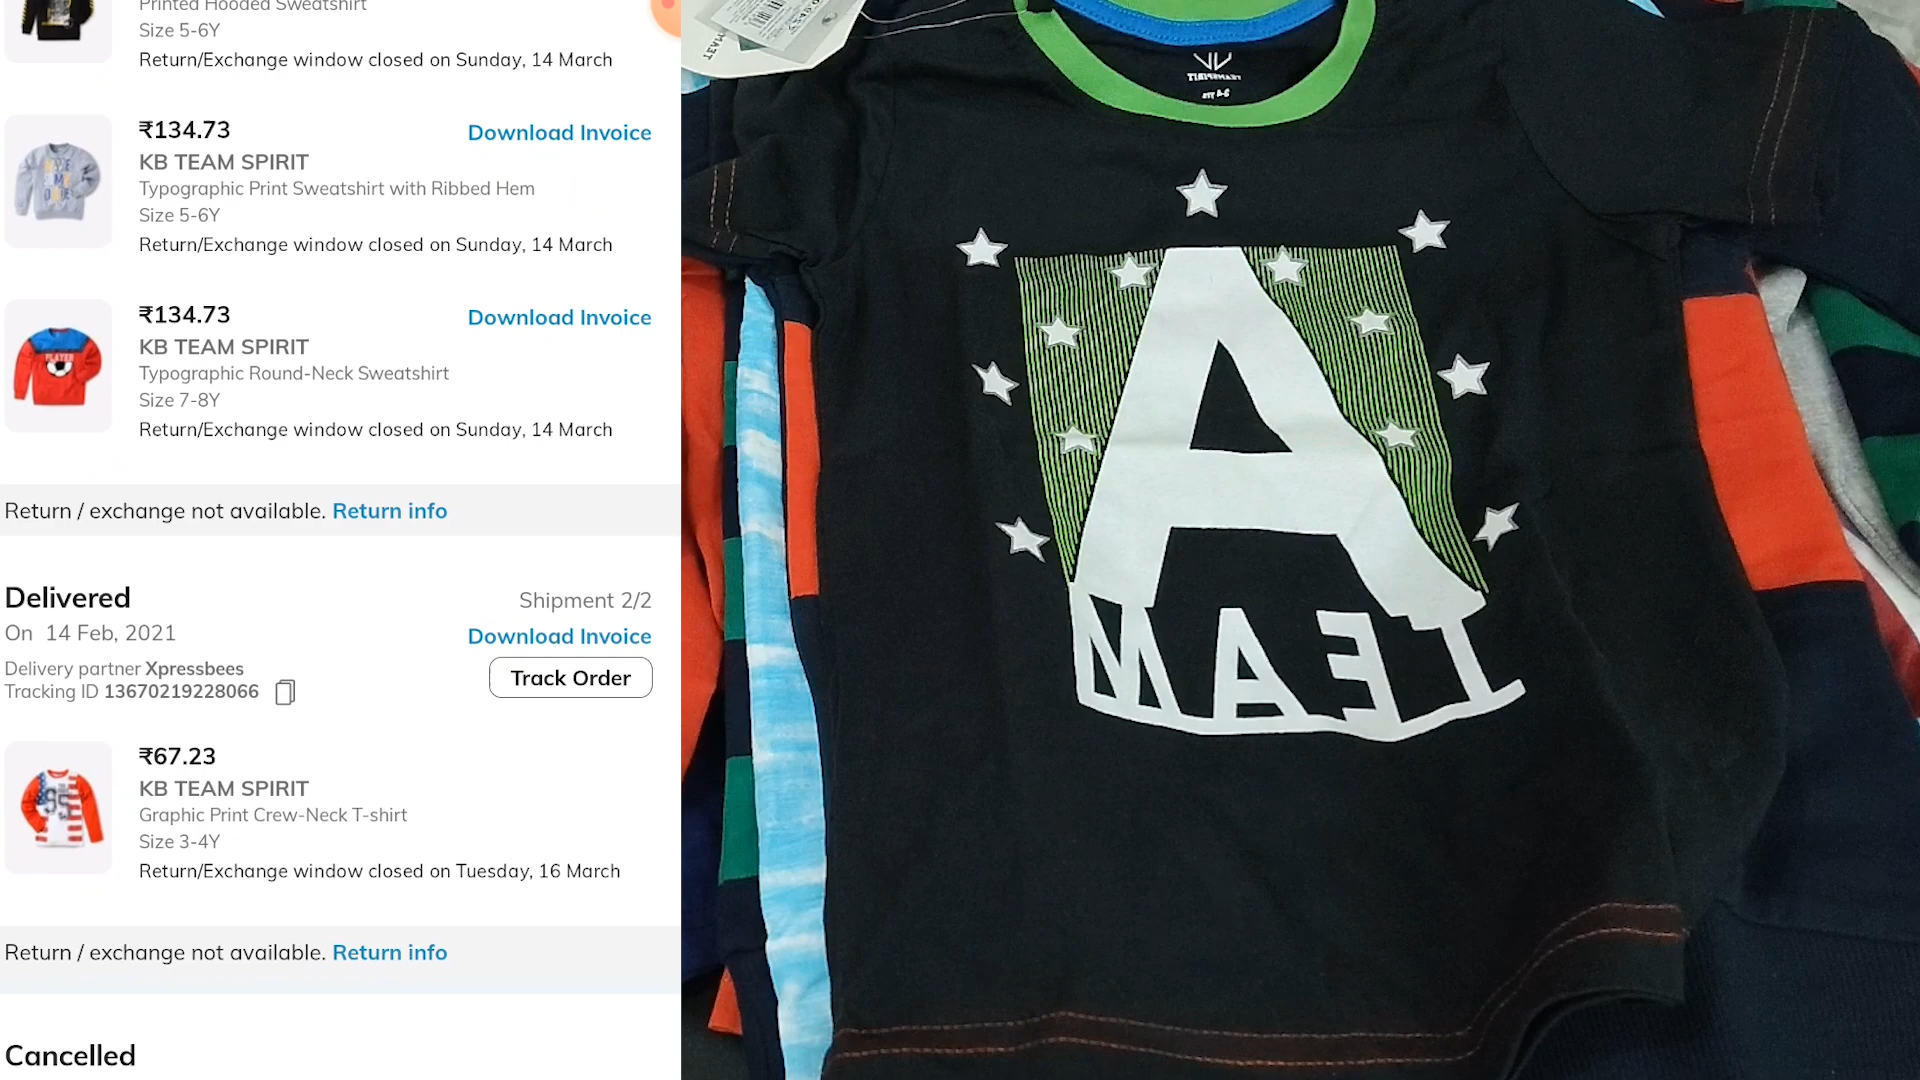 Printed Hooded Sweatshirt
Size 5-6Y
Return/Exchange window closed on Sunday, 14 March
₹134.73
Download Invoice
KB TEAM SPIRIT
Typographic Print Sweatshirt with Ribbed Hem
Size 5-6Y
Return/Exchange window closed on Sunday, 14 March
₹134.73
Download Invoice
KB TEAM SPIRIT
Typographic Round-Neck Sweatshirt
Size 7-8Y
Return/Exchange window closed on Sunday, 14 March
Return / exchange not available. Return info
Delivered
Shipment 2/2
On 14 Feb, 2021
Download Invoice
Delivery partner Xpressbees
Tracking ID 13670219228066
Track Order
₹67.23
KB TEAM SPIRIT
Graphic Print Crew-Neck T-shirt
Size 3-4Y
Return/Exchange window closed on Tuesday, 16 March
Return / exchange not available. Return info
Cancelled
TEAMSPIRIT
A
TEAM